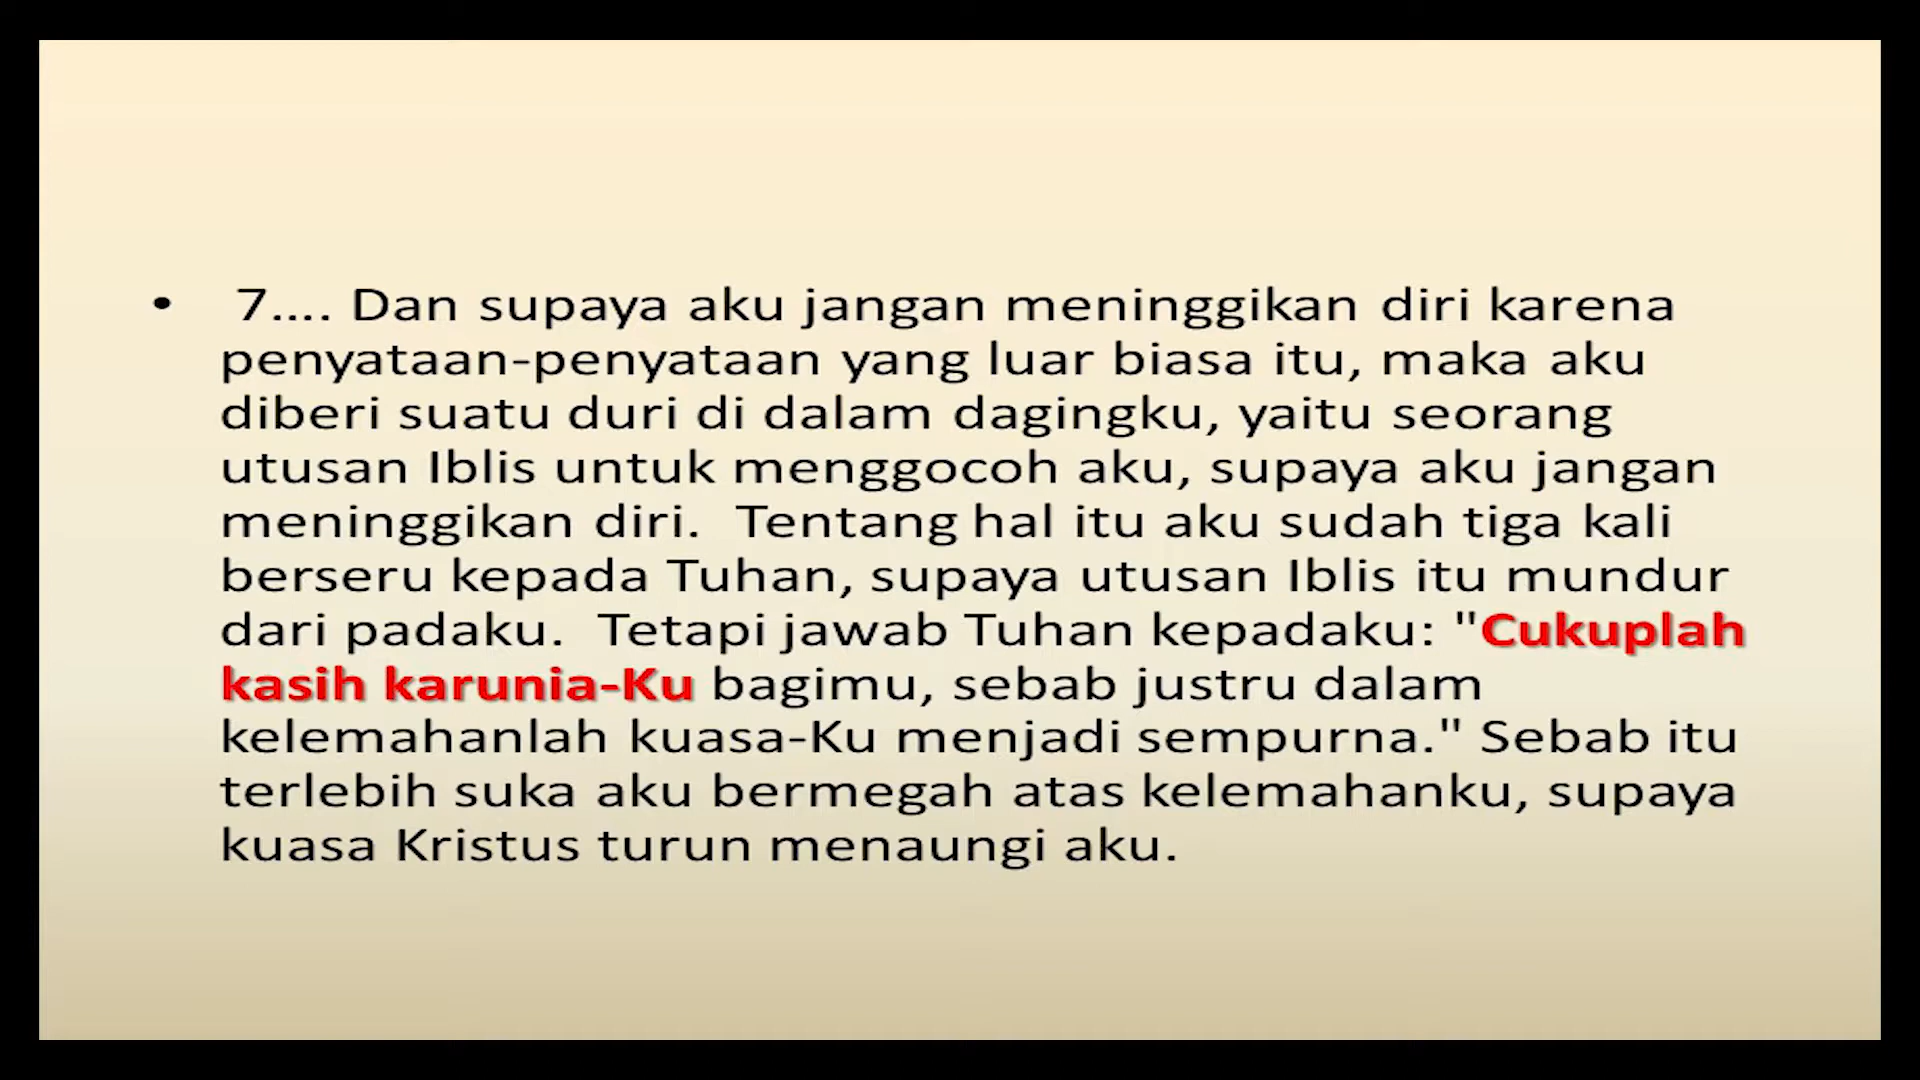 • 7.... Dan supaya aku jangan meninggikan diri karena
penyataan-penyataan yang luar biasa itu, maka aku
diberi suatu duri di dalam dagingku, yaitu seorang
utusan Iblis untuk menggocoh aku, supaya aku jangan
meninggikan diri.  Tentang hal itu aku sudah tiga kali
berseru kepada Tuhan, supaya utusan Iblis itu mundur
dari padaku.  Tetapi jawab Tuhan kepadaku: "Cukuplah
kasih karunia-Ku bagimu, sebab justru dalam
kelemahanlah kuasa-Ku menjadi sempurna." Sebab itu
terlebih suka aku bermegah atas kelemahanku, supaya
kuasa Kristus turun menaungi aku.